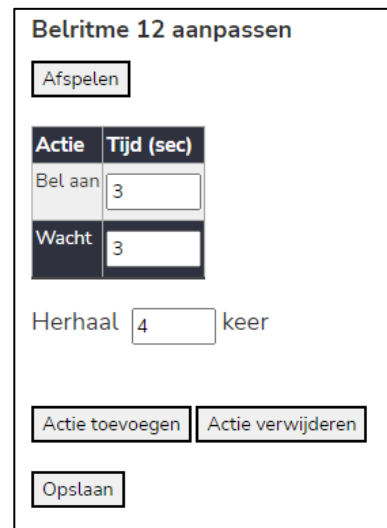 Belritme 12 aanpassen
Afspelen
Actie Tijd (sec)
Bel aan 3
Wacht 3
Herhaal 4 keer
Actie toevoegen Actie verwijderen
Opslaan